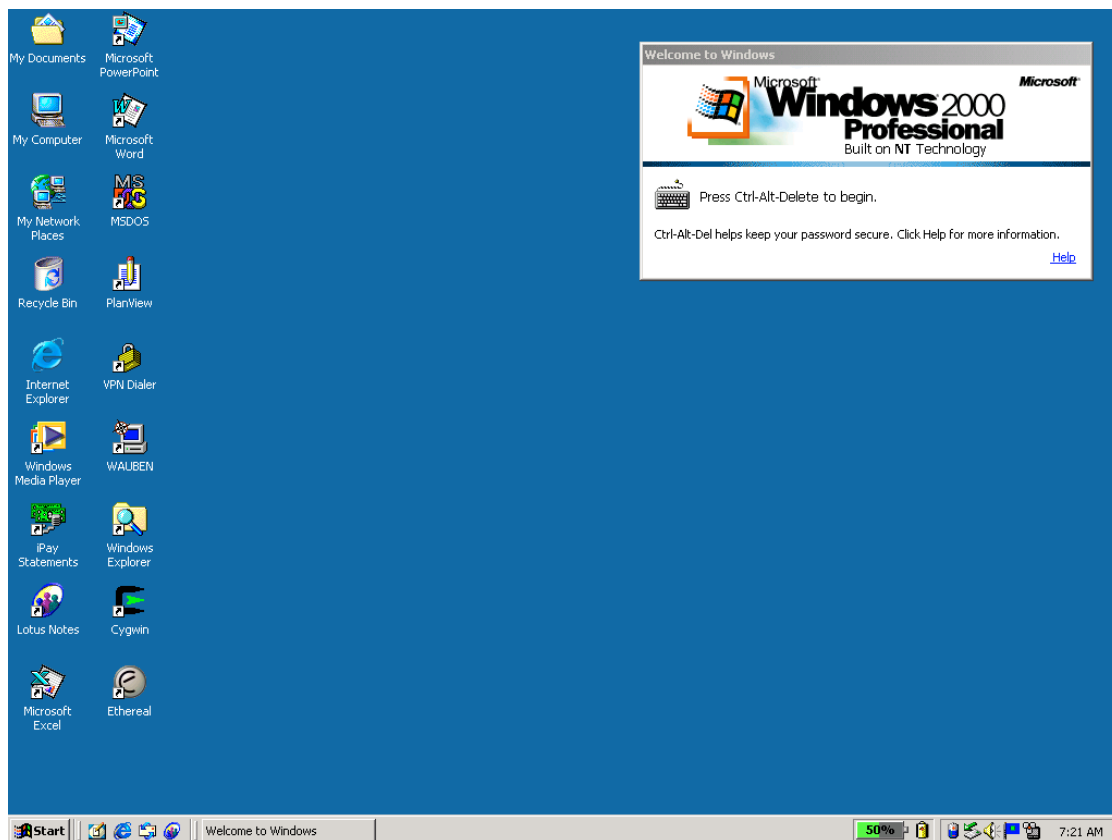 My Documents
Microsoft
PowerPoint
My Computer
Microsoft
Word
My Network
Places
MSDOS
Recycle Bin
PlanView
Internet
Explorer
VPN Dialer
Windows
Media Player
WAUBEN
iPay
Statements
Windows
Explorer
Lotus Notes
Cygwin
Microsoft
Excel
Ethereal
Welcome to Windows
Microsoft
Windows 2000
Professional
Built on NT Technology
Microsoft
Press Ctrl-Alt-Delete to begin.
Ctrl-Alt-Del helps keep your password secure. Click Help for more information.
Help
Start
Welcome to Windows
50%
7:21 AM